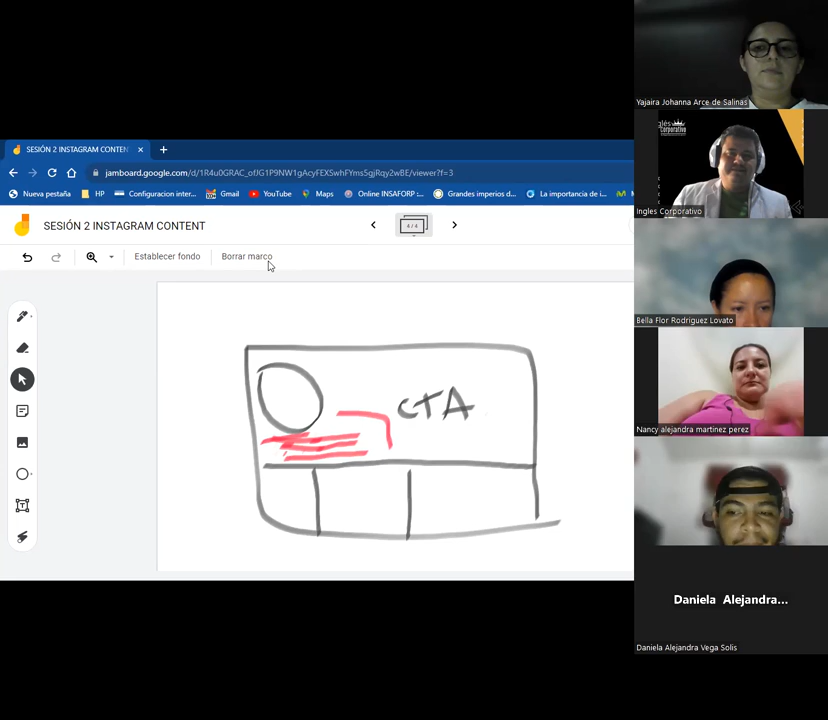 Yajaira Johanna Arce de Salinas
SESIÓN 2 INSTAGRAM CONTEN
jamboard.google.com/d/1R4u0GRAC_ofJG1P9NW1gAcyFEXSwhFYmsSgjRqy2wBE/viewer?f=3
Nueva pestaña
HP
Configuracion inter...
Gmail
YouTube
Maps
Online INSAFORP :...
Grandes imperios d...
La importancia de i...
Ingles Corporativo
SESIÓN 2 INSTAGRAM CONTENT
4 / 4
Establecer fondo
Borrar marco
CTA
Bella Flor Rodriguez Lovato
Nancy alejandra martinez perez
Daniela Alejandra...
Daniela Alejandra Vega Solis